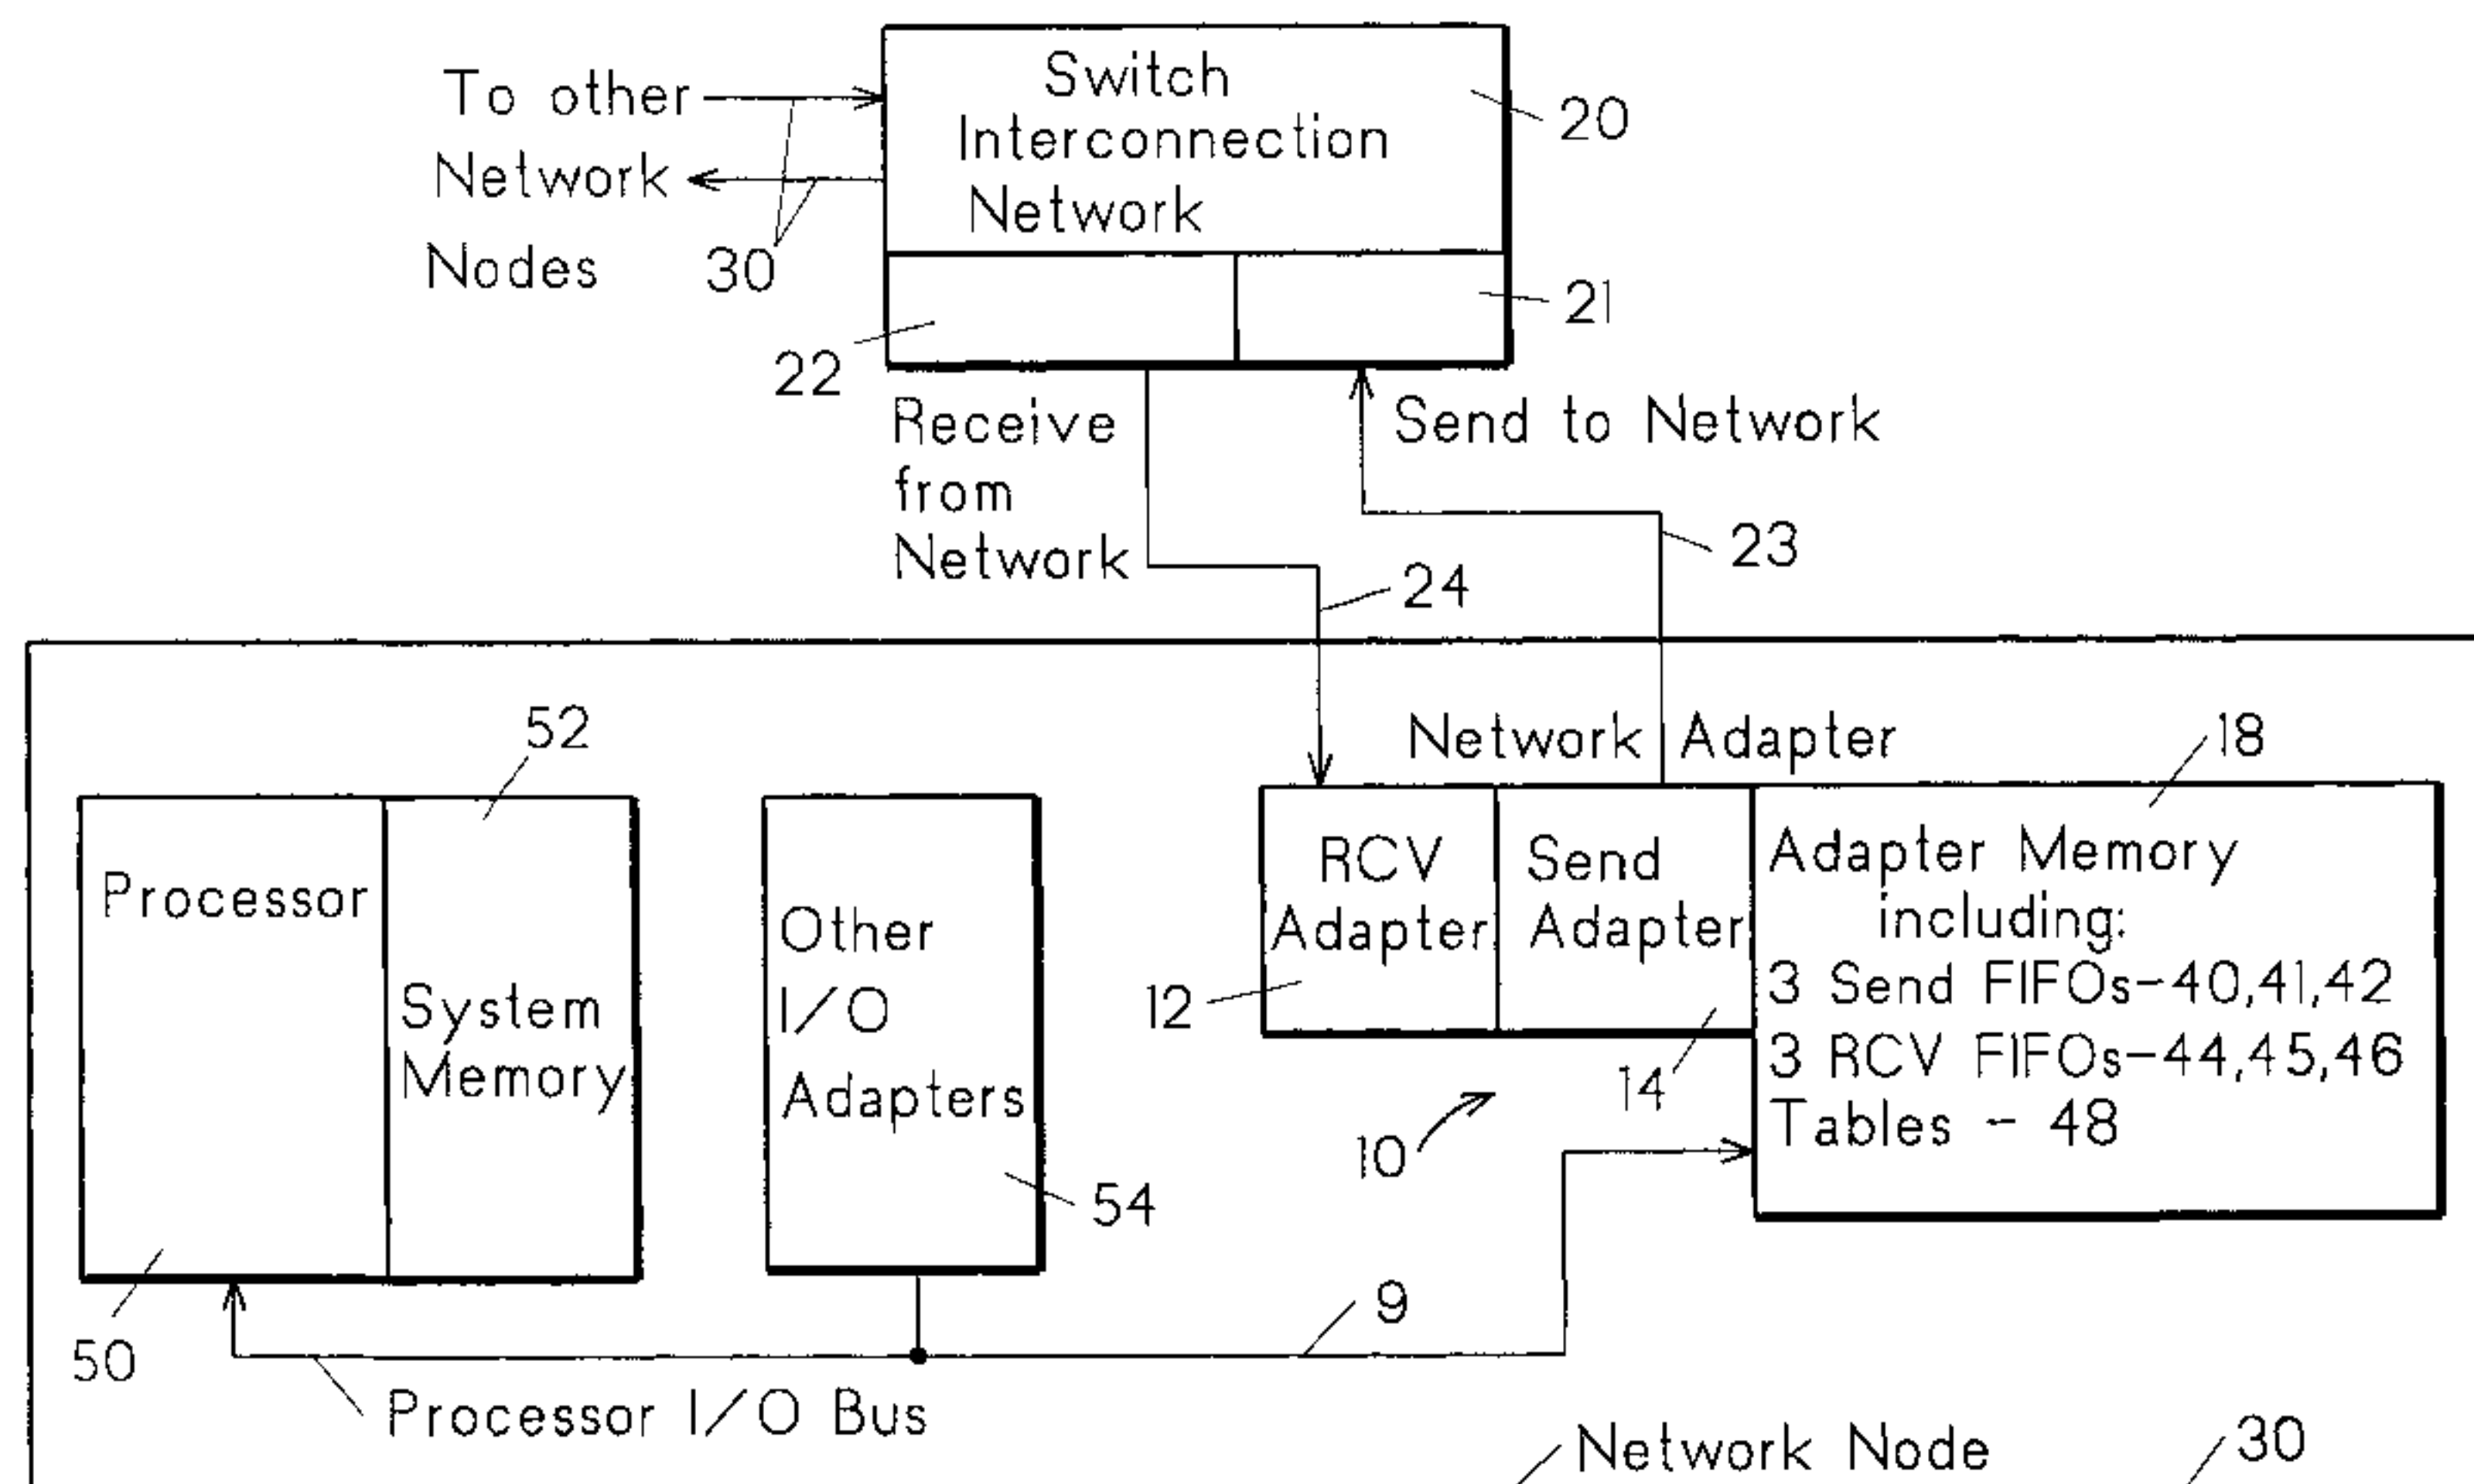 To other
Network
Nodes
30
Switch
Interconnection
Network
20
21
22
Receive
from
Network
Send to Network
23
24
52
Network Adapter
18
Processor
System
Memory
Other
I/O
Adapters
RCV
Adapter
Send
Adapter
Adapter Memory
including:
3 Send FIFOs-40,41,42
3 RCV FIFOs-44,45,46
Tables - 48
12
14
10
54
50
9
Processor I/O Bus
Network Node
30